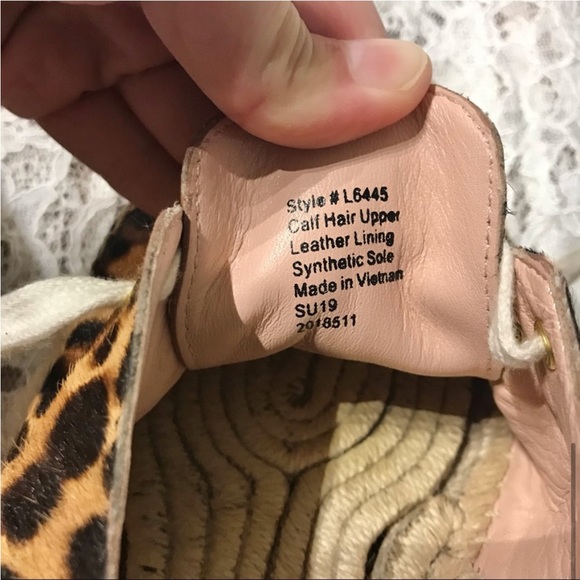 Style # L6445
Calf Hair Upper
Leather Lining
Synthetic Sole
Made in Vietnam
SU19
2018511